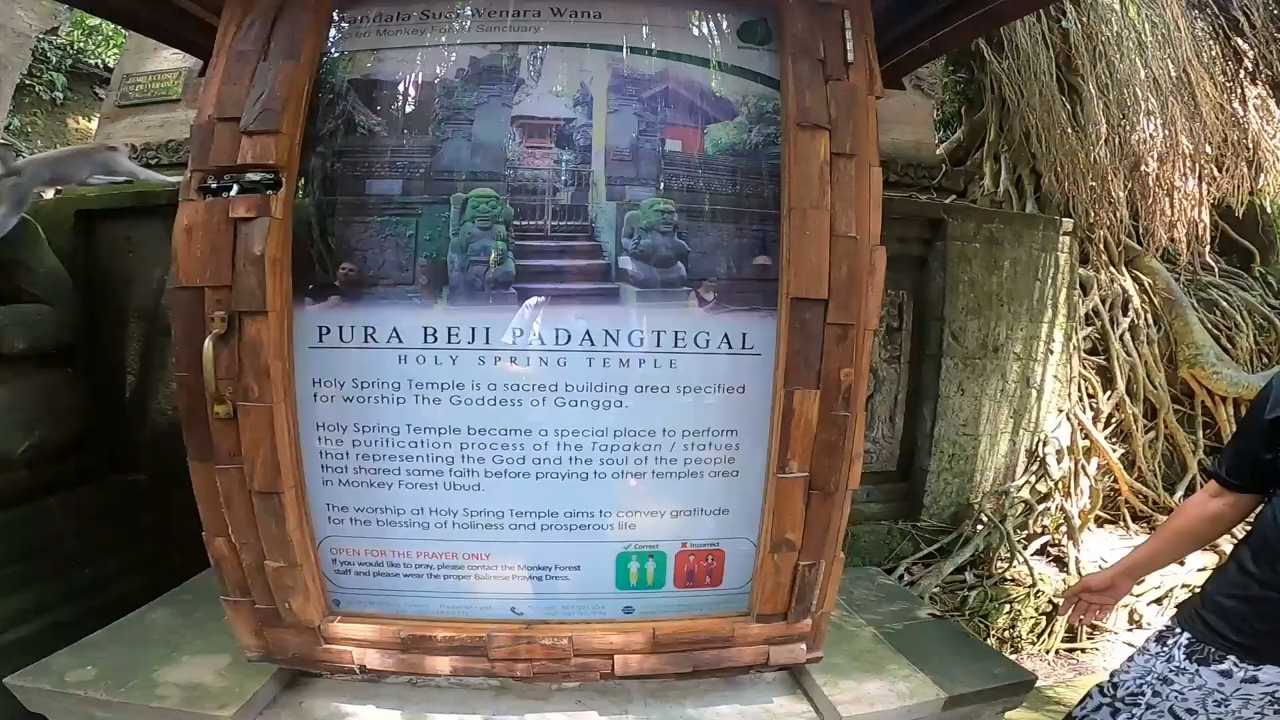 Mandala Suci Wenara Wana
Monkey Forest Sanctuary
PURA BEJI PADANGTEGAL
HOLY SPRING TEMPLE
Holy Spring Temple is a sacred building area specified
for worship The Goddess of Gangga.
Holy Spring Temple became a special place to perform
the purification process of the Tapakan / statues
that representing the God and the soul of the people
that shared same faith before praying to other temples area
in Monkey Forest Ubud.
The worship at Holy Spring Temple aims to convey gratitude
for the blessing of holiness and prosperous life
OPEN FOR THE PRAYER ONLY
If you would like to pray, please contact the Monkey Forest
staff and please wear the proper Balinese Praying Dress.
Correct
Incorrect